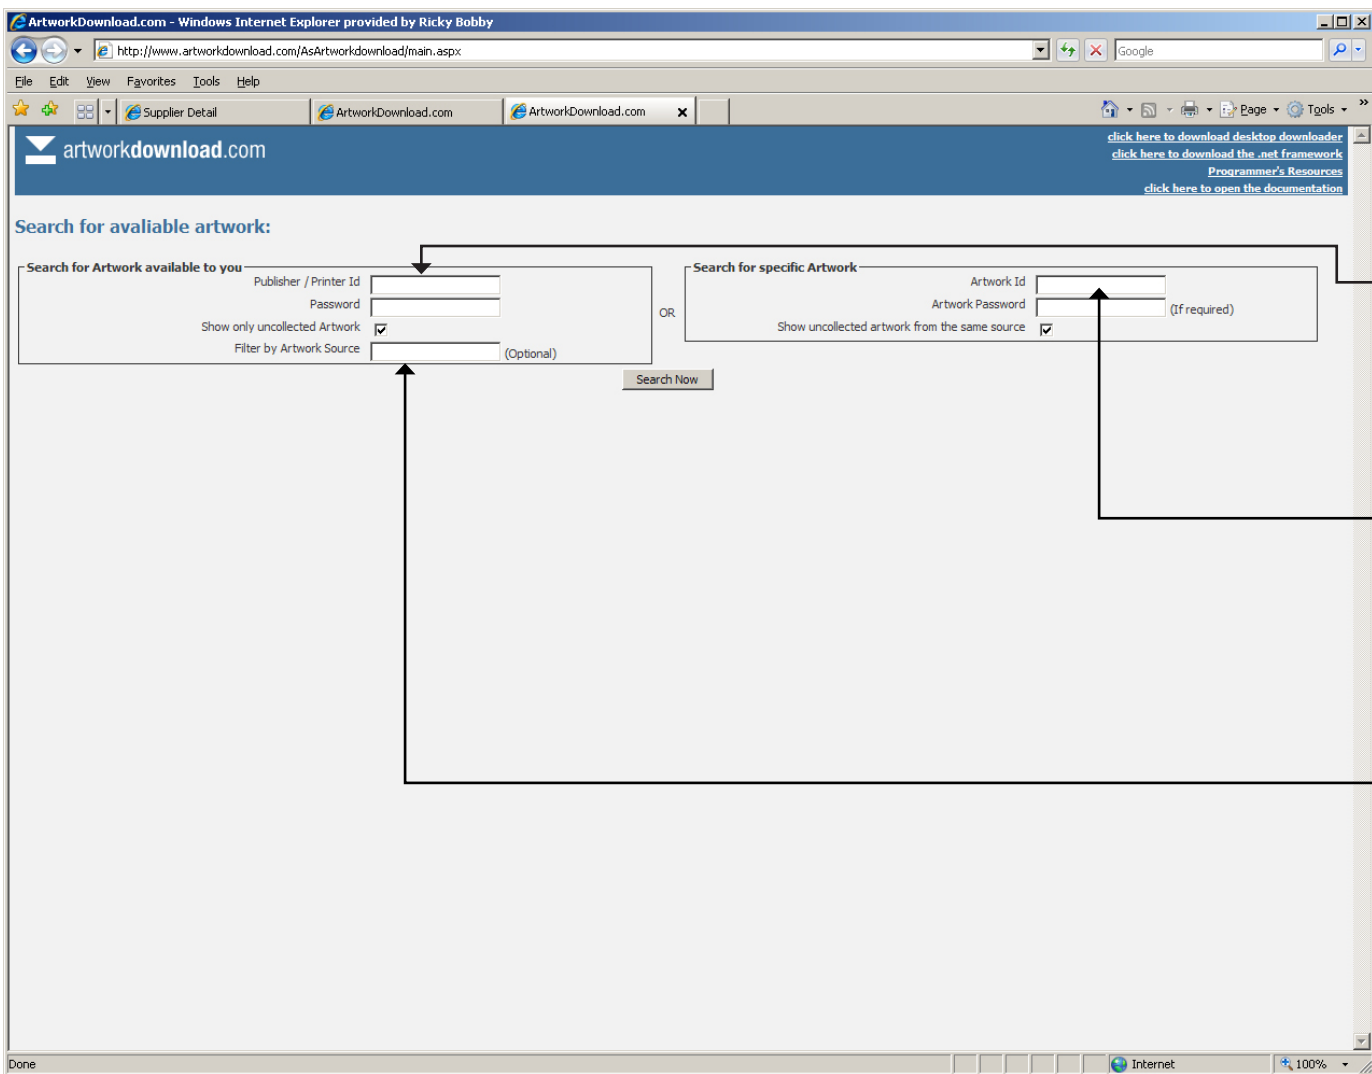 ArtworkDownload.com - Windows Internet Explorer provided by Ricky Bobby
http://www.artworkdownload.com/AsArtworkdownload/main.aspx
Google
File Edit View Favorites Tools Help
Supplier Detail
ArtworkDownload.com
ArtworkDownload.com
Page
Tools
»
artworkdownload.com
click here to download desktop downloader
click here to download the .net framework
Programmer's Resources
click here to open the documentation
Search for avaliable artwork:
Search for Artwork available to you
Publisher / Printer Id
Password
Show only uncollected Artwork
Filter by Artwork Source
(Optional)
OR
Search for specific Artwork
Artwork Id
Artwork Password
(If required)
Show uncollected artwork from the same source
Search Now
Done
Internet
100%